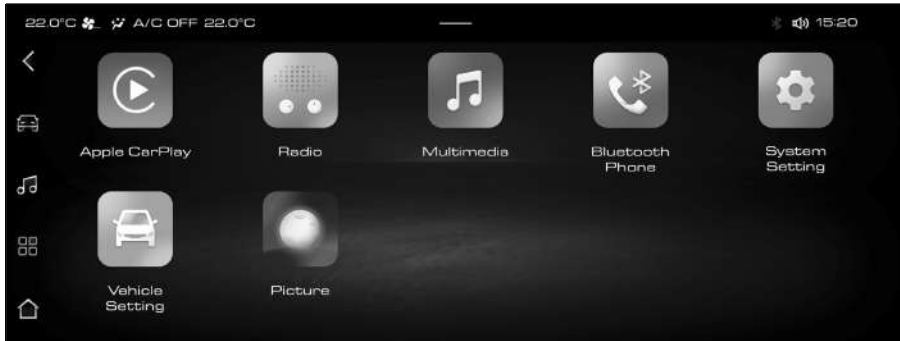 22.0°C A/C OFF 22.0°C
15:20
Apple CarPlay
Radio
Multimedia
Bluetooth
Phone
System
Setting
Vehicle
Setting
Picture